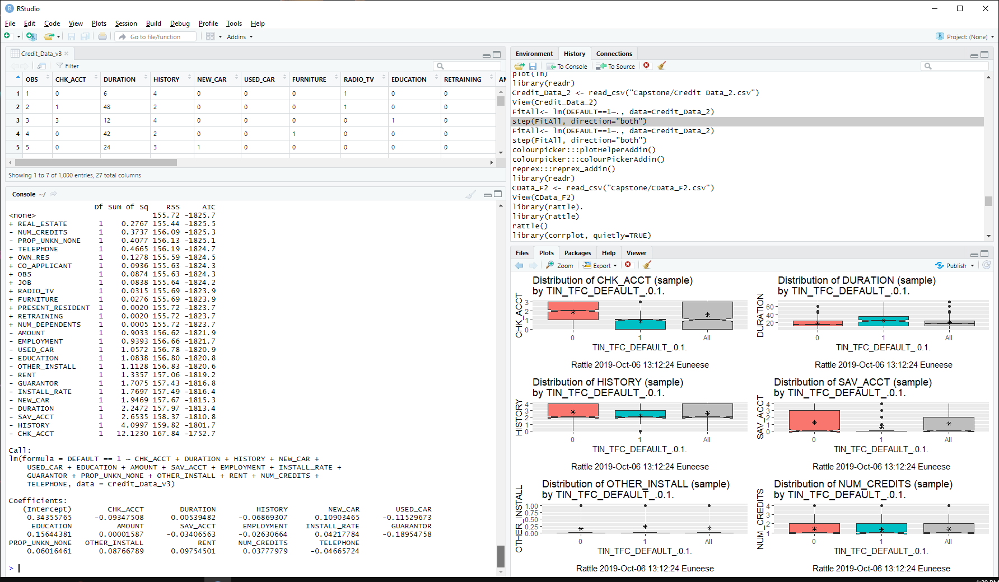 RStudio
File Edit Code View Plots Session Build Debug Profile Tools Help
Go to file/function Addins Project: (None)
Credit_Data_v3
Filter
OBS CHK_ACCT DURATION HISTORY NEW_CAR USED_CAR FURNITURE RADIO_TV EDUCATION RETRAINING AM
1 1 0 6 4 0 0 0 1 0 0
2 2 1 48 2 0 0 0 1 0 0
3 3 3 12 4 0 0 0 0 1 0
4 4 0 42 2 0 0 1 0 0 0
5 5 0 24 3 1 0 0 0 0 0
Showing 1 to 7 of 1,000 entries, 27 total columns
Console ~/
Df Sum of Sq RSS AIC
<none> 155.72 -1825.7
+ REAL_ESTATE 1 0.2767 155.44 -1825.5
- NUM_CREDITS 1 0.3737 156.09 -1825.3
- PROP_UNKN_NONE 1 0.4077 156.13 -1825.1
- TELEPHONE 1 0.4665 156.19 -1824.7
+ OWN_RES 1 0.1278 155.59 -1824.5
+ CO_APPLICANT 1 0.0936 155.63 -1824.3
+ OBS 1 0.0874 155.63 -1824.3
+ JOB 1 0.0838 155.64 -1824.2
+ RADIO_TV 1 0.0315 155.69 -1823.9
+ FURNITURE 1 0.0276 155.69 -1823.9
+ PRESENT_RESIDENT 1 0.0020 155.72 -1823.7
+ RETRAINING 1 0.0020 155.72 -1823.7
+ NUM_DEPENDENTS 1 0.0005 155.72 -1823.7
- AMOUNT 1 0.9033 156.62 -1821.9
- EMPLOYMENT 1 0.9393 156.66 -1821.7
- USED_CAR 1 1.0572 156.78 -1820.9
- EDUCATION 1 1.0838 156.80 -1820.8
- OTHER_INSTALL 1 1.1128 156.83 -1820.6
- RENT 1 1.3357 157.06 -1819.2
- GUARANTOR 1 1.7075 157.43 -1816.8
- INSTALL_RATE 1 1.7697 157.49 -1816.4
- NEW_CAR 1 1.9469 157.67 -1815.3
- DURATION 1 2.2472 157.97 -1813.4
- SAV_ACCT 1 2.6535 158.37 -1810.8
- HISTORY 1 4.0997 159.82 -1801.7
- CHK_ACCT 1 12.1230 167.84 -1752.7
Call:
lm(formula = DEFAULT == 1 ~ CHK_ACCT + DURATION + HISTORY + NEW_CAR +
USED_CAR + EDUCATION + AMOUNT + SAV_ACCT + EMPLOYMENT + INSTALL_RATE +
GUARANTOR + PROP_UNKN_NONE + OTHER_INSTALL + RENT + NUM_CREDITS +
TELEPHONE, data = Credit_Data_v3)
Coefficients:
(Intercept) CHK_ACCT DURATION HISTORY NEW_CAR USED_CAR
0.34355765 -0.09347508 0.00539482 -0.06869307 0.10903465 -0.11529673
EDUCATION AMOUNT SAV_ACCT EMPLOYMENT INSTALL_RATE GUARANTOR
0.15644381 0.00001587 -0.03406563 -0.02630664 0.04217784 -0.18954758
PROP_UNKN_NONE OTHER_INSTALL RENT NUM_CREDITS TELEPHONE
0.06016461 0.08766789 0.09754501 0.03777979 -0.04665724
>
Environment History Connections
To Console To Source
plot(lm)
library(readr)
Credit_Data_2 <- read_csv("Capstone/Credit Data_2.csv")
View(Credit_Data_2)
FitAll<- lm(DEFAULT==1~., data=Credit_Data_2)
step(FitAll, direction="both")
FitAll<- lm(DEFAULT==1~., data=Credit_Data_2)
step(FitAll, direction="both")
colourpicker:::plotHelperAddin()
colourpicker:::colourPickerAddin()
reprex:::reprex_addin()
library(readr)
CData_F2 <- read_csv("Capstone/CData_F2.csv")
View(CData_F2)
library(rattle).
library(rattle)
rattle()
library(corrplot, quietly=TRUE)
Files Plots Packages Help Viewer
Zoom Export Publish
Distribution of CHK_ACCT (sample)
by TIN_TFC_DEFAULT_.0.1.
CHK_ACCT
3
2
1
0
0 1 All
TIN_TFC_DEFAULT_.0.1.
Rattle 2019-Oct-06 13:12:24 Euneese
Distribution of DURATION (sample)
by TIN_TFC_DEFAULT_.0.1.
DURATION
60
40
20
0 1 All
TIN_TFC_DEFAULT_.0.1.
Rattle 2019-Oct-06 13:12:24 Euneese
Distribution of HISTORY (sample)
by TIN_TFC_DEFAULT_.0.1.
HISTORY
4
3
2
1
0
0 1 All
TIN_TFC_DEFAULT_.0.1.
Rattle 2019-Oct-06 13:12:24 Euneese
Distribution of SAV_ACCT (sample)
by TIN_TFC_DEFAULT_.0.1.
SAV_ACCT
4
3
2
1
0
0 1 All
TIN_TFC_DEFAULT_.0.1.
Rattle 2019-Oct-06 13:12:24 Euneese
Distribution of OTHER_INSTALL (sample)
by TIN_TFC_DEFAULT_.0.1.
OTHER_INSTALL
1.00
0.75
0.50
0.25
0.00
0 1 All
TIN_TFC_DEFAULT_.0.1.
Rattle 2019-Oct-06 13:12:24 Euneese
Distribution of NUM_CREDITS (sample)
by TIN_TFC_DEFAULT_.0.1.
NUM_CREDITS
4
3
2
1
0 1 All
TIN_TFC_DEFAULT_.0.1.
Rattle 2019-Oct-06 13:12:24 Euneese